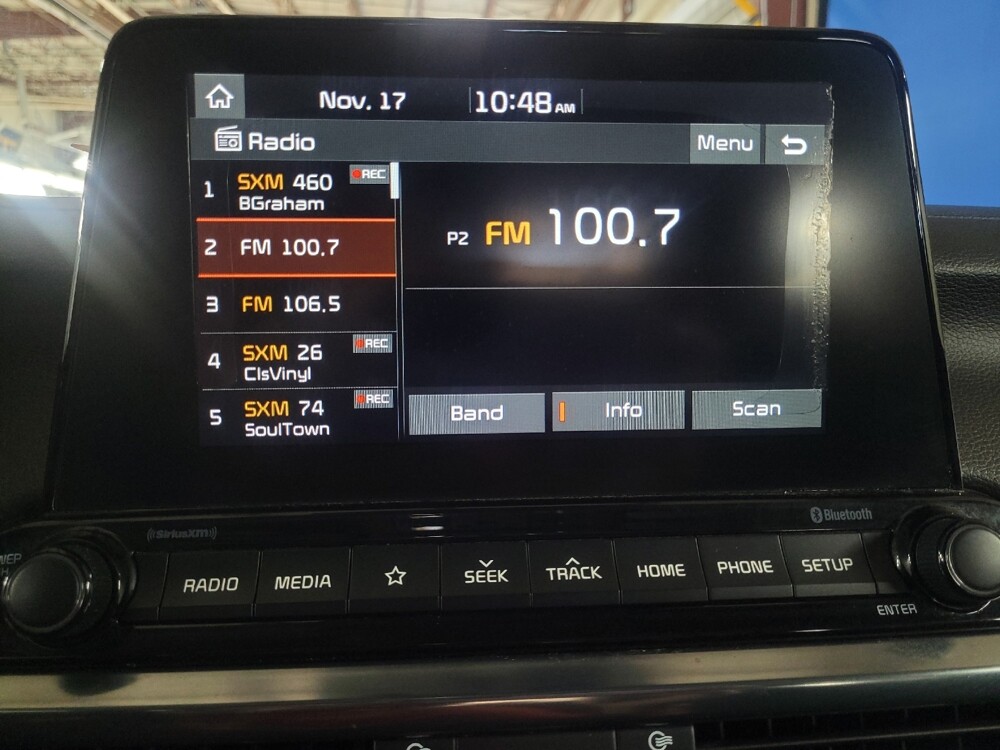 Nov. 17
10:48 AM
Radio
Menu
1 SXM 460 REC
BGraham
2 FM 100.7
3 FM 106.5
4 SXM 26 REC
ClsVinyl
5 SXM 74 REC
SoulTown
P2 FM 100.7
Band
Info
Scan
((SiriusXM))
Bluetooth
RADIO
MEDIA
SEEK
TRACK
HOME
PHONE
SETUP
ENTER